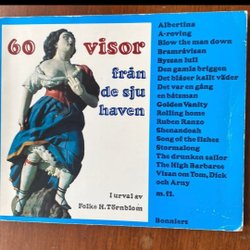 60 visor
från
de sju
haven
I urval av
Folke H. Törnblom
Albertina
A-roving
Blow the man down
Bramråvisan
Byssan lull
Den gamla briggen
Det blåser kallt väder
Det var en gång
en båtsman
Golden Vanity
Rolling home
Ruben Ranzo
Shenandoah
Song of the fishes
Stormalong
The drunken sailor
The High Barbaree
Visan om Tom, Dick
och Arny
m. fl.
Bonniers